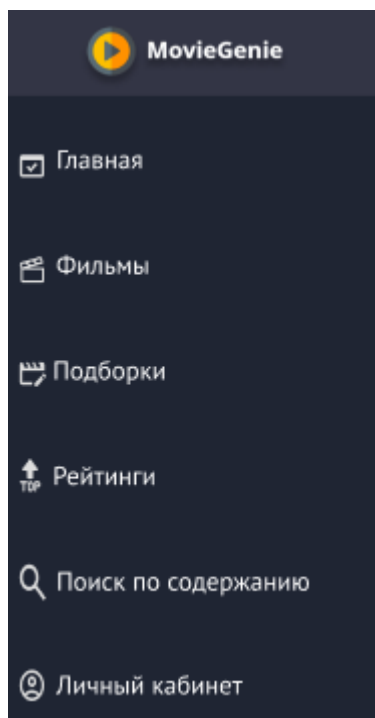 MovieGenie
Главная
Фильмы
Подборки
TOP
Рейтинги
Поиск по содержанию
Личный кабинет